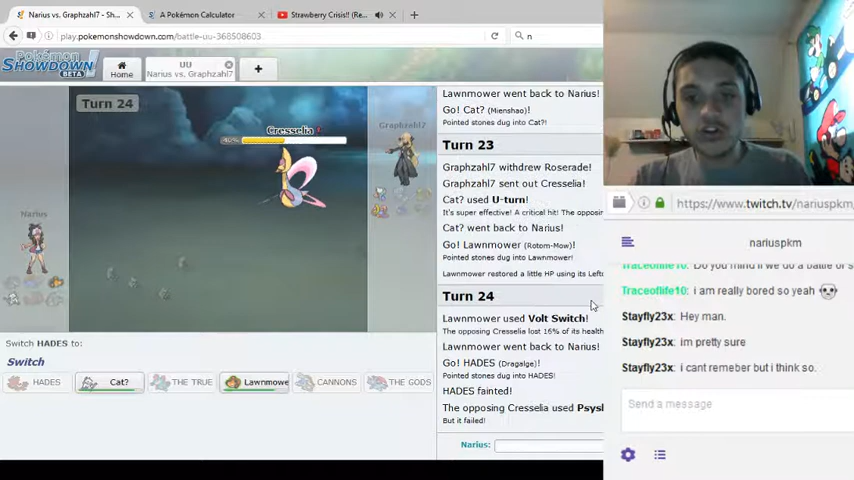 Narius vs. Graphzahl7 - Sh...
A Pokémon Calculator
Strawberry Crisis!! (Re...
play.pokemonshowdown.com/battle-uu-368508603
n
Pokémon
SHOWDOWN
BETA
Home
UU
Narius vs. Graphzahl7
Turn 24
Cresselia
40%
Graphzahl7
Narius
Lawnmower went back to Narius!
Go! Cat? (Mienshao)!
Pointed stones dug into Cat?!
Turn 23
Graphzahl7 withdrew Roserade!
Graphzahl7 sent out Cresselia!
Cat? used U-turn!
It's super effective! A critical hit! The opposin
Cat? went back to Narius!
Go! Lawnmower (Rotom-Mow)!
Pointed stones dug into Lawnmower!
Lawnmower restored a little HP using its Left
Turn 24
Lawnmower used Volt Switch!
The opposing Cresselia lost 16% of its health
Lawnmower went back to Narius!
Go! HADES (Dragalge)!
Pointed stones dug into HADES!
HADES fainted!
The opposing Cresselia used Psys
But it failed!
Narius:
Switch HADES to:
Switch
HADES
Cat?
THE TRUE
Lawnmowe
CANNONS
THE GODS
https://www.twitch.tv/nariuspkm
nariuspkm
Traceoflife10: Do you mind if we do a battle or s
Traceoflife10: i am really bored so yeah
Stayfly23x: Hey man.
Stayfly23x: im pretty sure
Stayfly23x: i cant remeber but i think so.
Send a message